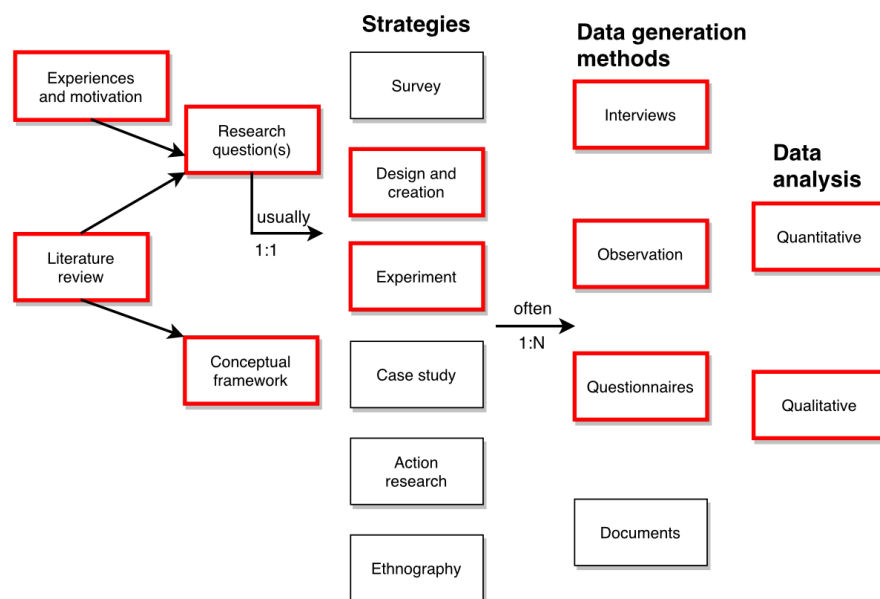 Strategies
Data generation
methods
Experiences
and motivation
Research
question(s)
usually
1:1
Literature
review
Conceptual
framework
Survey
Design and
creation
Experiment
Case study
Action
research
Ethnography
often
1:N
Interviews
Observation
Questionnaires
Documents
Data
analysis
Quantitative
Qualitative